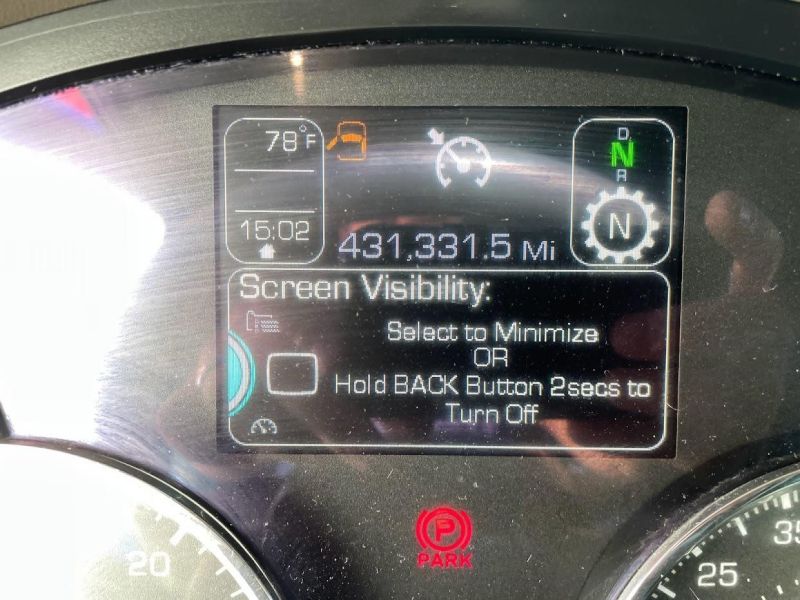 78°F
D
N
R
N
15:02
431,331.5 Mi
Screen Visibility:
Select to Minimize
OR
Hold BACK Button 2secs to
Turn Off
P
PARK
20
25
35